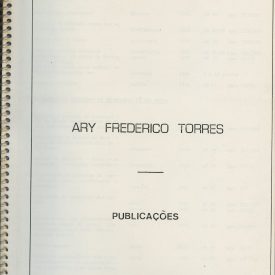 ARY FREDERICO TORRES
PUBLICAÇÕES